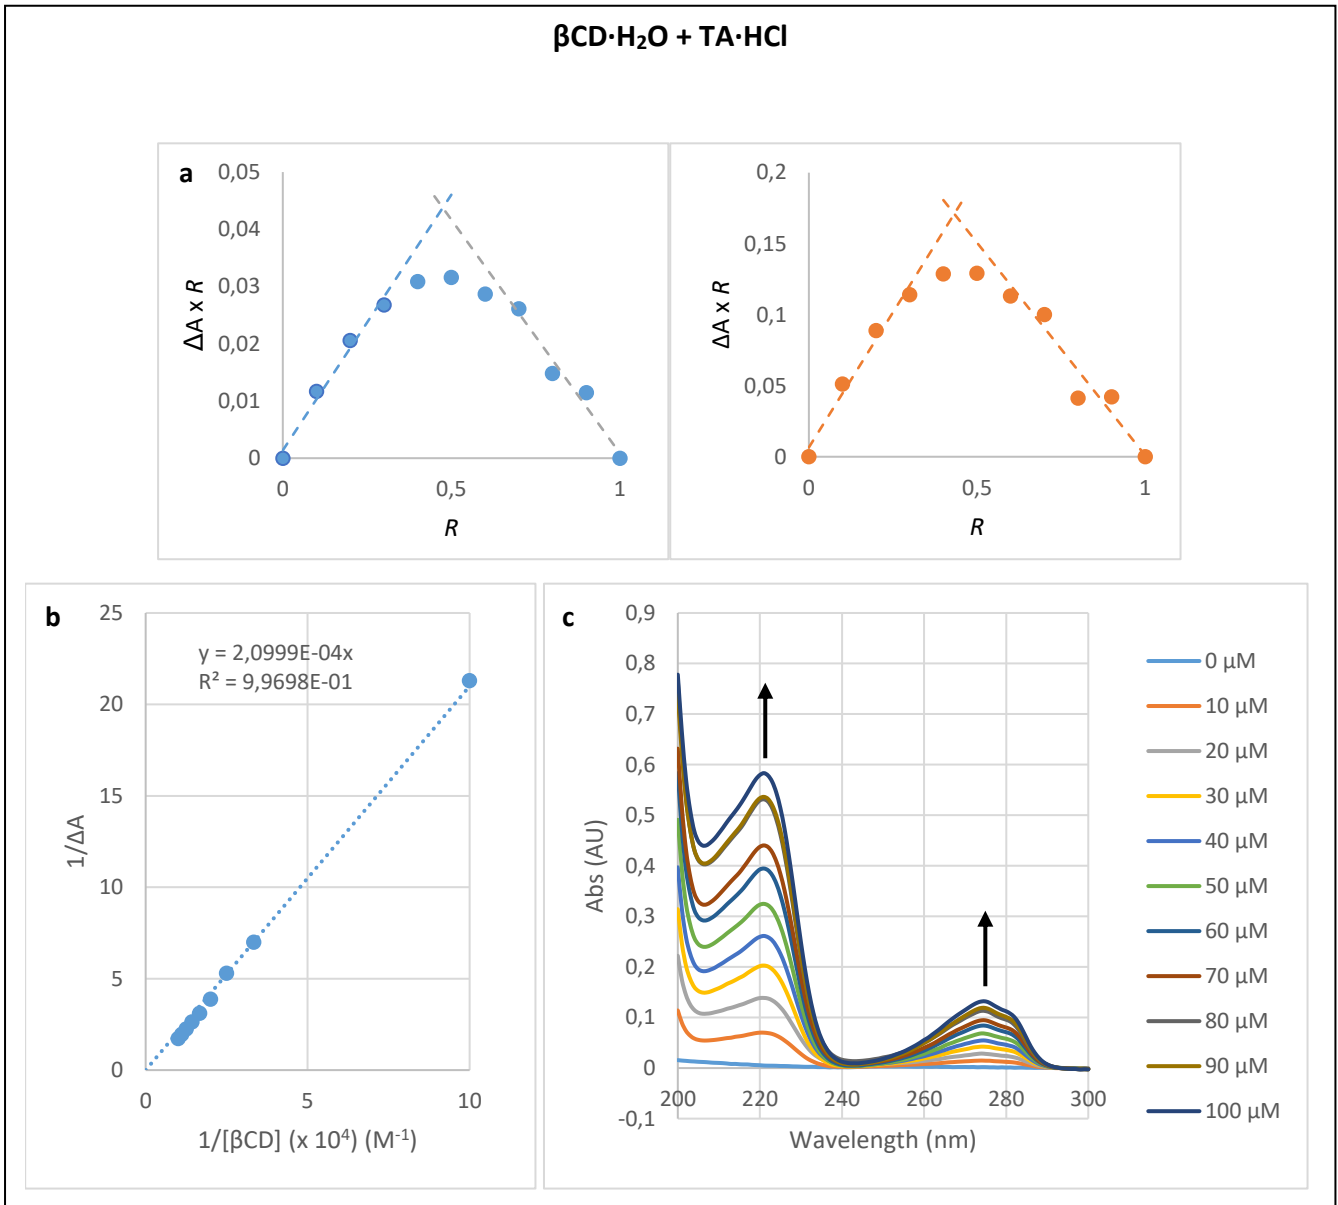 βCD·H₂O + TA·HCl
a
0,05
0,04
0,03
0,02
0,01
0
ΔA x R
0
0,5
1
R
0,2
0,15
0,1
0,05
0
ΔA x R
0
0,5
1
R
b
25
20
15
10
5
0
1/ΔA
y = 2,0999E-04x
R² = 9,9698E-01
0
5
10
1/[βCD] (x 10⁴) (M⁻¹)
c
0,9
0,8
0,7
0,6
0,5
0,4
0,3
0,2
0,1
0
-0,1
Abs (AU)
200
220
240
260
280
300
Wavelength (nm)
0 µM
10 µM
20 µM
30 µM
40 µM
50 µM
60 µM
70 µM
80 µM
90 µM
100 µM